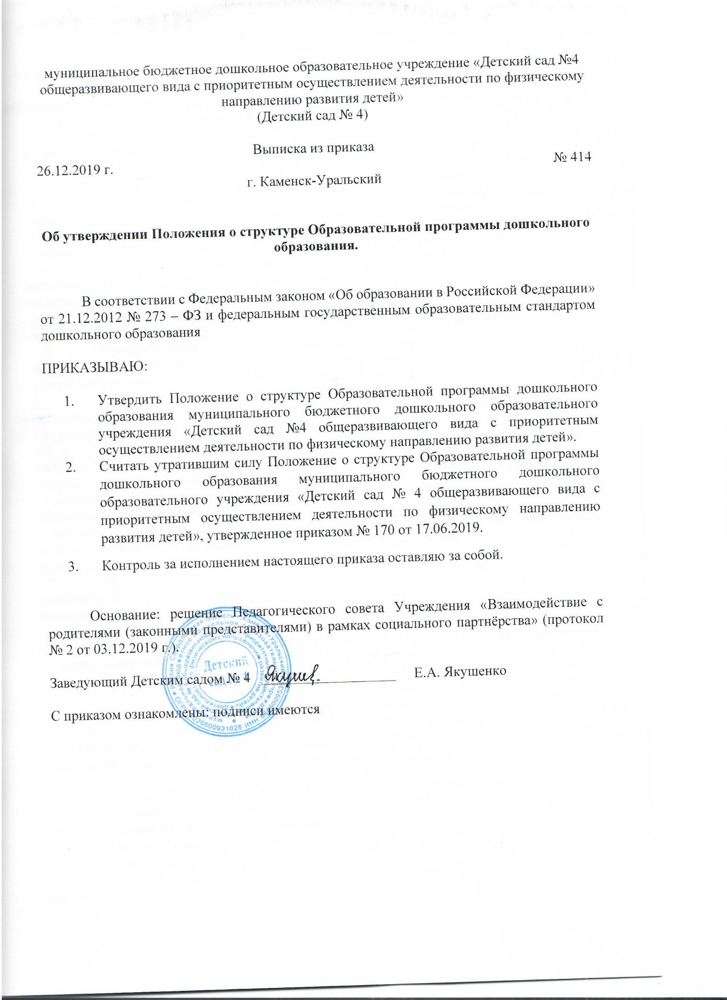 муниципальное бюджетное дошкольное образовательное учреждение «Детский сад №4
общеразвивающего вида с приоритетным осуществлением деятельности по физическому
направлению развития детей»
(Детский сад № 4)
Выписка из приказа
26.12.2019 г.
№ 414
г. Каменск-Уральский
Об утверждении Положения о структуре Образовательной программы дошкольного
образования.
В соответствии с Федеральным законом «Об образовании в Российской Федерации»
от 21.12.2012 № 273 – ФЗ и федеральным государственным образовательным стандартом
дошкольного образования
ПРИКАЗЫВАЮ:
1. Утвердить Положение о структуре Образовательной программы дошкольного
образования муниципального бюджетного дошкольного образовательного
учреждения «Детский сад №4 общеразвивающего вида с приоритетным
осуществлением деятельности по физическому направлению развития детей».
2. Считать утратившим силу Положение о структуре Образовательной программы
дошкольного образования муниципального бюджетного дошкольного
образовательного учреждения «Детский сад № 4 общеразвивающего вида с
приоритетным осуществлением деятельности по физическому направлению
развития детей», утвержденное приказом № 170 от 17.06.2019.
3. Контроль за исполнением настоящего приказа оставляю за собой.
Основание: решение Педагогического совета Учреждения «Взаимодействие с
родителями (законными представителями) в рамках социального партнёрства» (протокол
№ 2 от 03.12.2019 г.).
Заведующий Детским садом № 4 Е.А. Якушенко
С приказом ознакомлены: подписи имеются
Детский
сад № 4